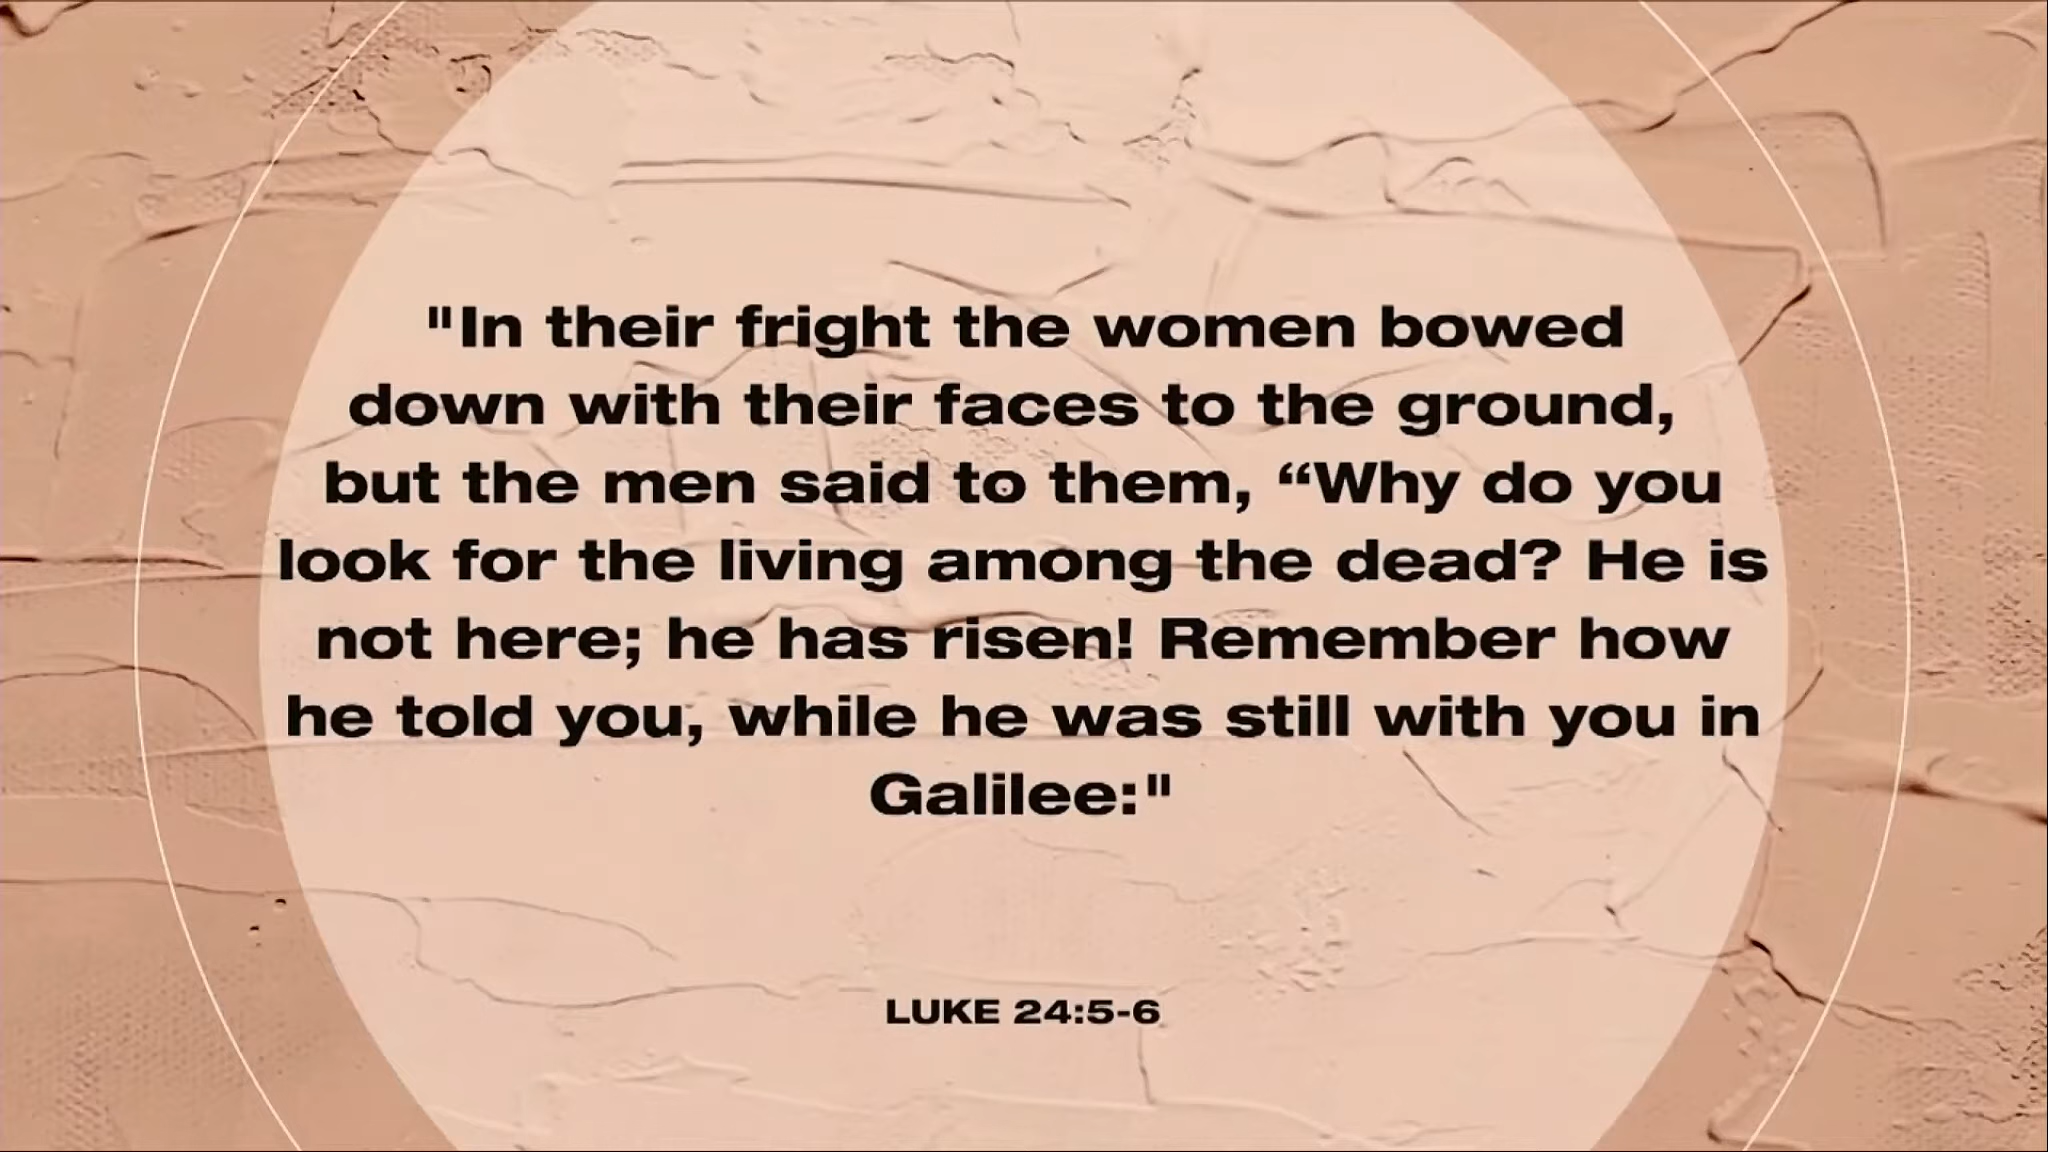 "In their fright the women bowed
down with their faces to the ground,
but the men said to them, “Why do you
look for the living among the dead? He is
not here; he has risen! Remember how
he told you, while he was still with you in
Galilee:"
LUKE 24:5-6